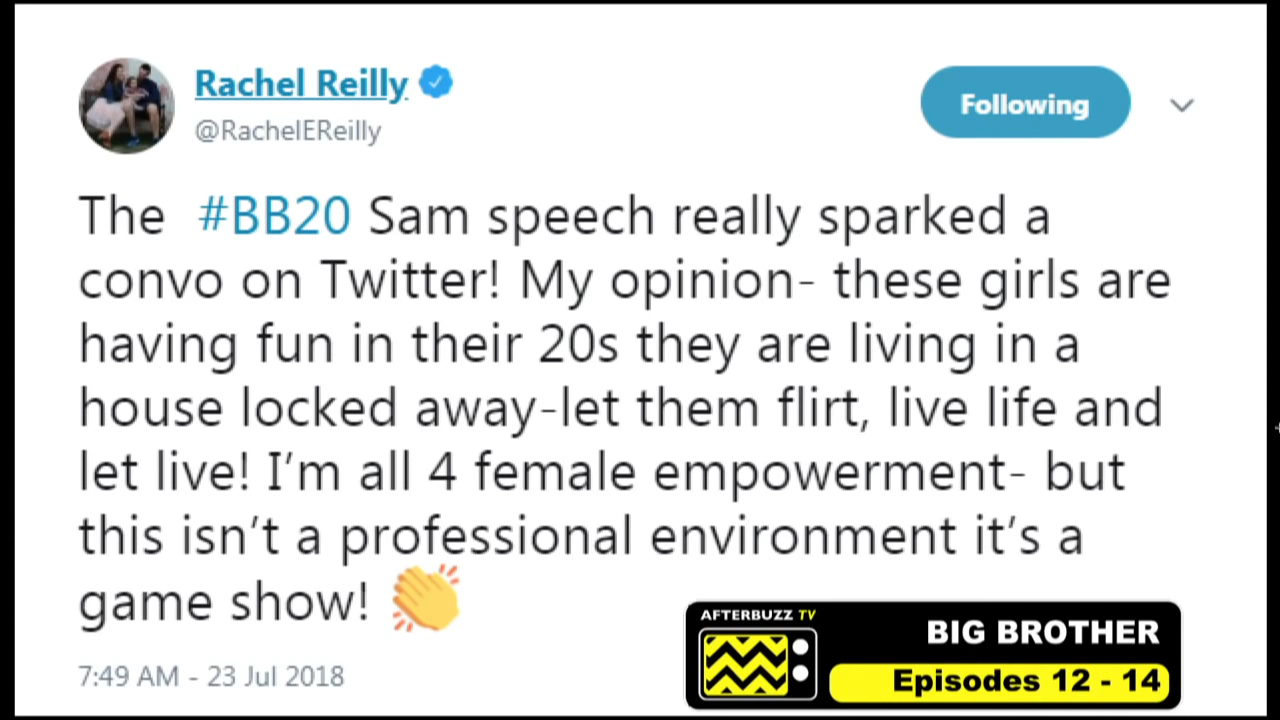 Rachel Reilly
@RachelEReilly
Following
The #BB20 Sam speech really sparked a
convo on Twitter! My opinion- these girls are
having fun in their 20s they are living in a
house locked away-let them flirt, live life and
let live! I'm all 4 female empowerment- but
this isn't a professional environment it's a
game show! 👏
7:49 AM - 23 Jul 2018
AFTERBUZZ TV
BIG BROTHER
Episodes 12 - 14